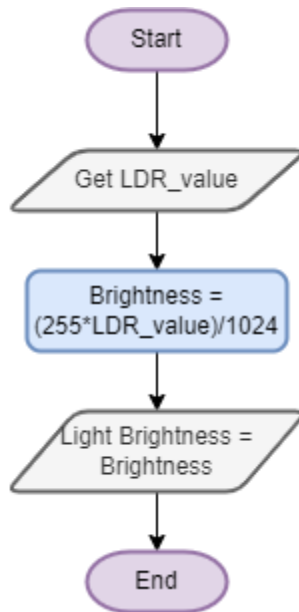 Start
Get LDR_value
Brightness =
(255*LDR_value)/1024
Light Brightness =
Brightness
End